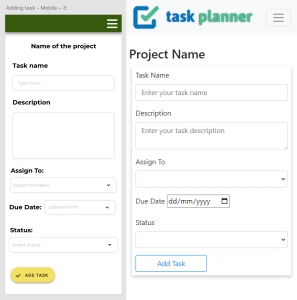 Adding task - Mobile – 3
Name of the project
Task name
Type here...
Description
Assign To:
Select members
Due Date:
Status:
Select status
ADD TASK
task planner
Project Name
Task Name
Enter your task name
Description
Enter your task description
Assign To
Due Date dd/mm/yyyy
Status
Add Task